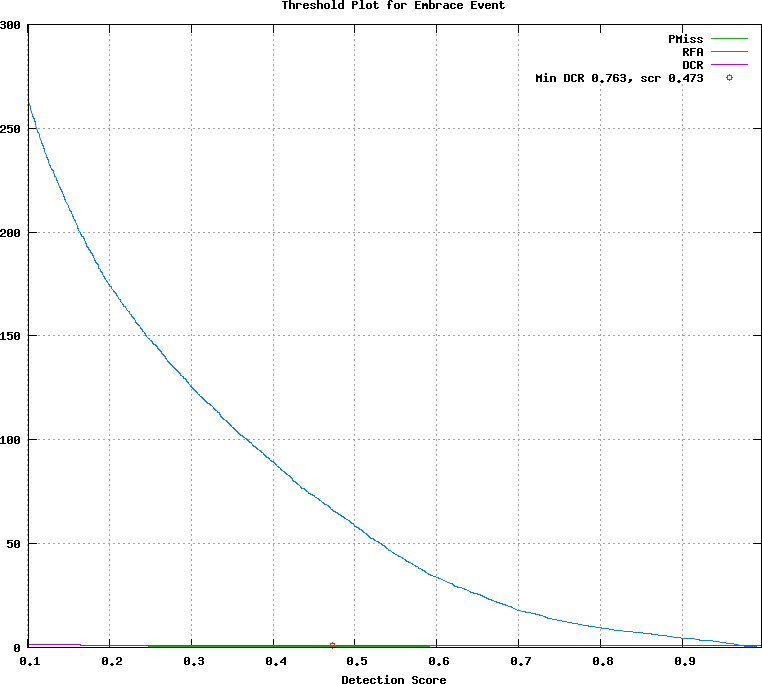 Threshold Plot for Embrace Event
300
250
200
150
100
50
0
PMiss
RFA
DCR
Min DCR 0.763, scr 0.473
0.1 0.2 0.3 0.4 0.5 0.6 0.7 0.8 0.9
Detection Score